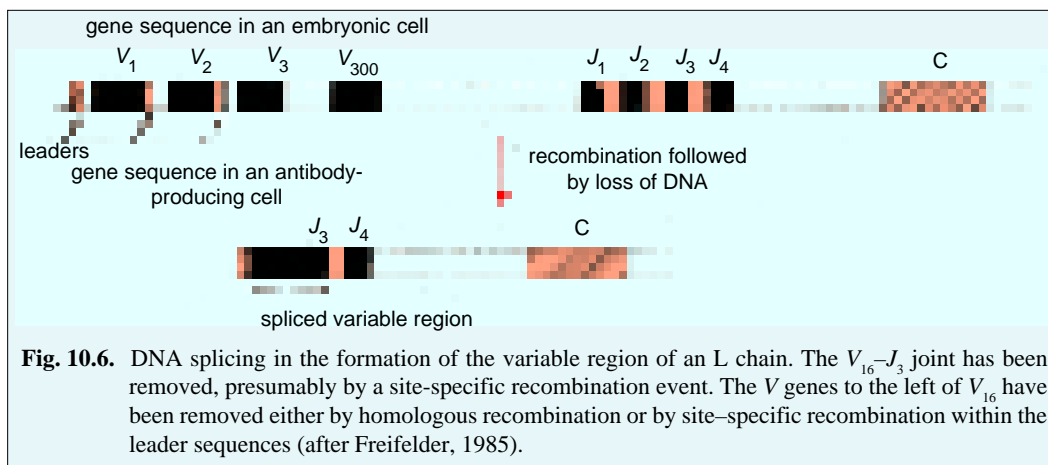 gene sequence in an embryonic cell
V1 V2 V3 V300 J1 J2 J3 J4 C
leaders
gene sequence in an antibody-
producing cell
recombination followed
by loss of DNA
J3 J4 C
spliced variable region
Fig. 10.6. DNA splicing in the formation of the variable region of an L chain. The V16–J3 joint has been
removed, presumably by a site-specific recombination event. The V genes to the left of V16 have
been removed either by homologous recombination or by site–specific recombination within the
leader sequences (after Freifelder, 1985).